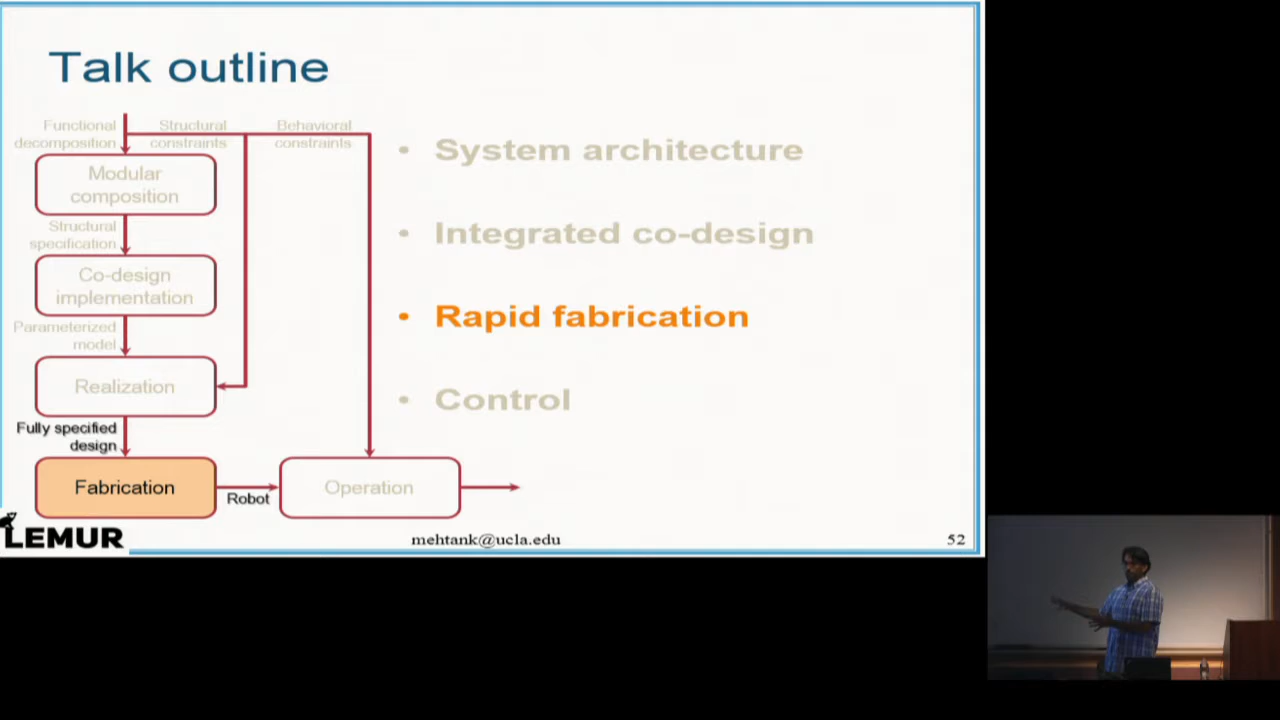 Talk outline
Functional
decomposition
Structural
constraints
Behavioral
constraints
Modular
composition
Structural
specification
Co-design
implementation
Parameterized
model
Realization
Fully specified
design
Fabrication
Robot
Operation
• System architecture
• Integrated co-design
• Rapid fabrication
• Control
LEMUR
mehtank@ucla.edu
52